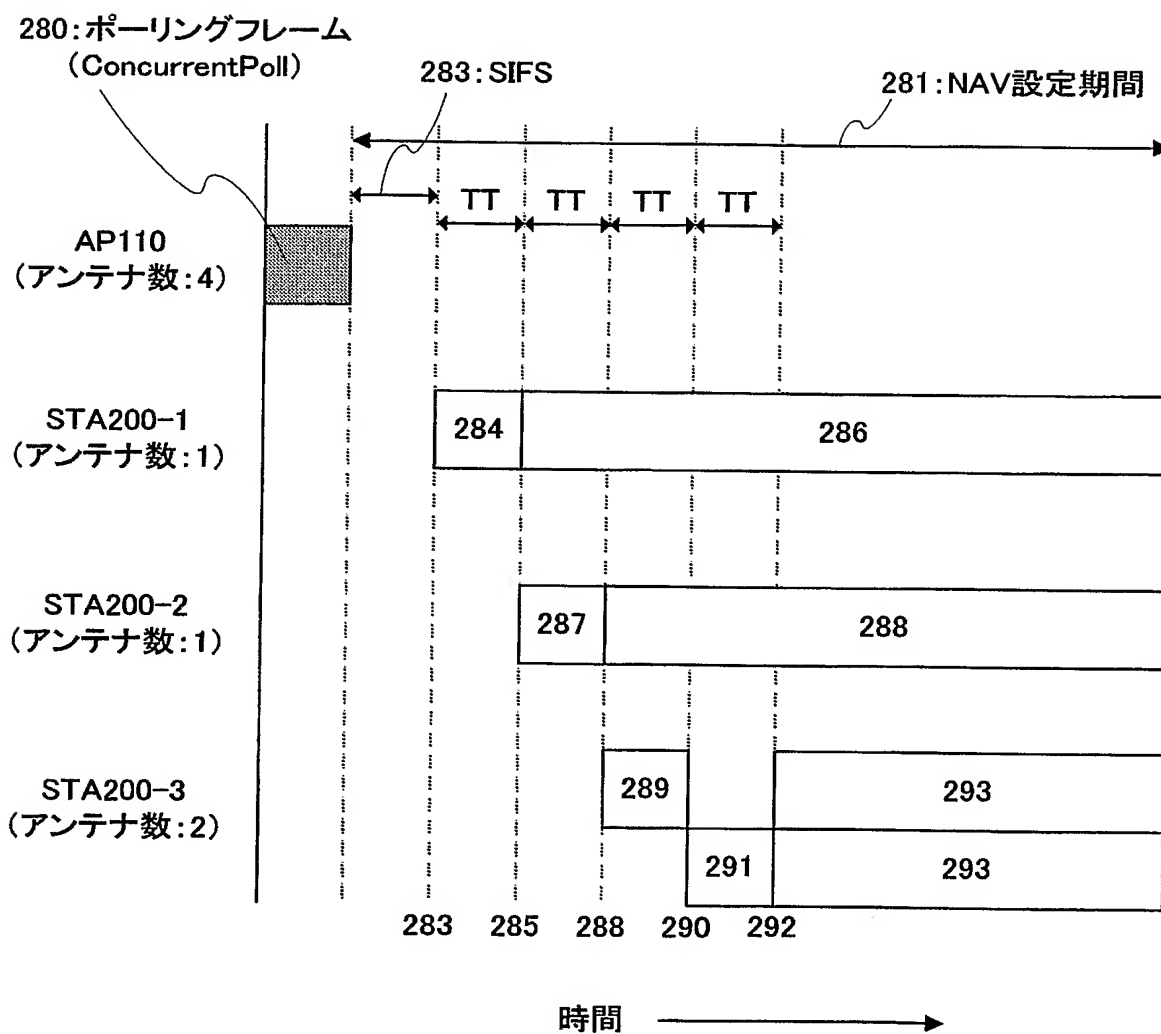 280:ポーリングフレーム
(ConcurrentPoll)
283:SIFS
281:NAV設定期間
TT TT TT TT
AP110
(アンテナ数:4)
STA200-1
(アンテナ数:1)
284 286
STA200-2
(アンテナ数:1)
287 288
STA200-3
(アンテナ数:2)
289 293
291 293
283 285 288 290 292
時間